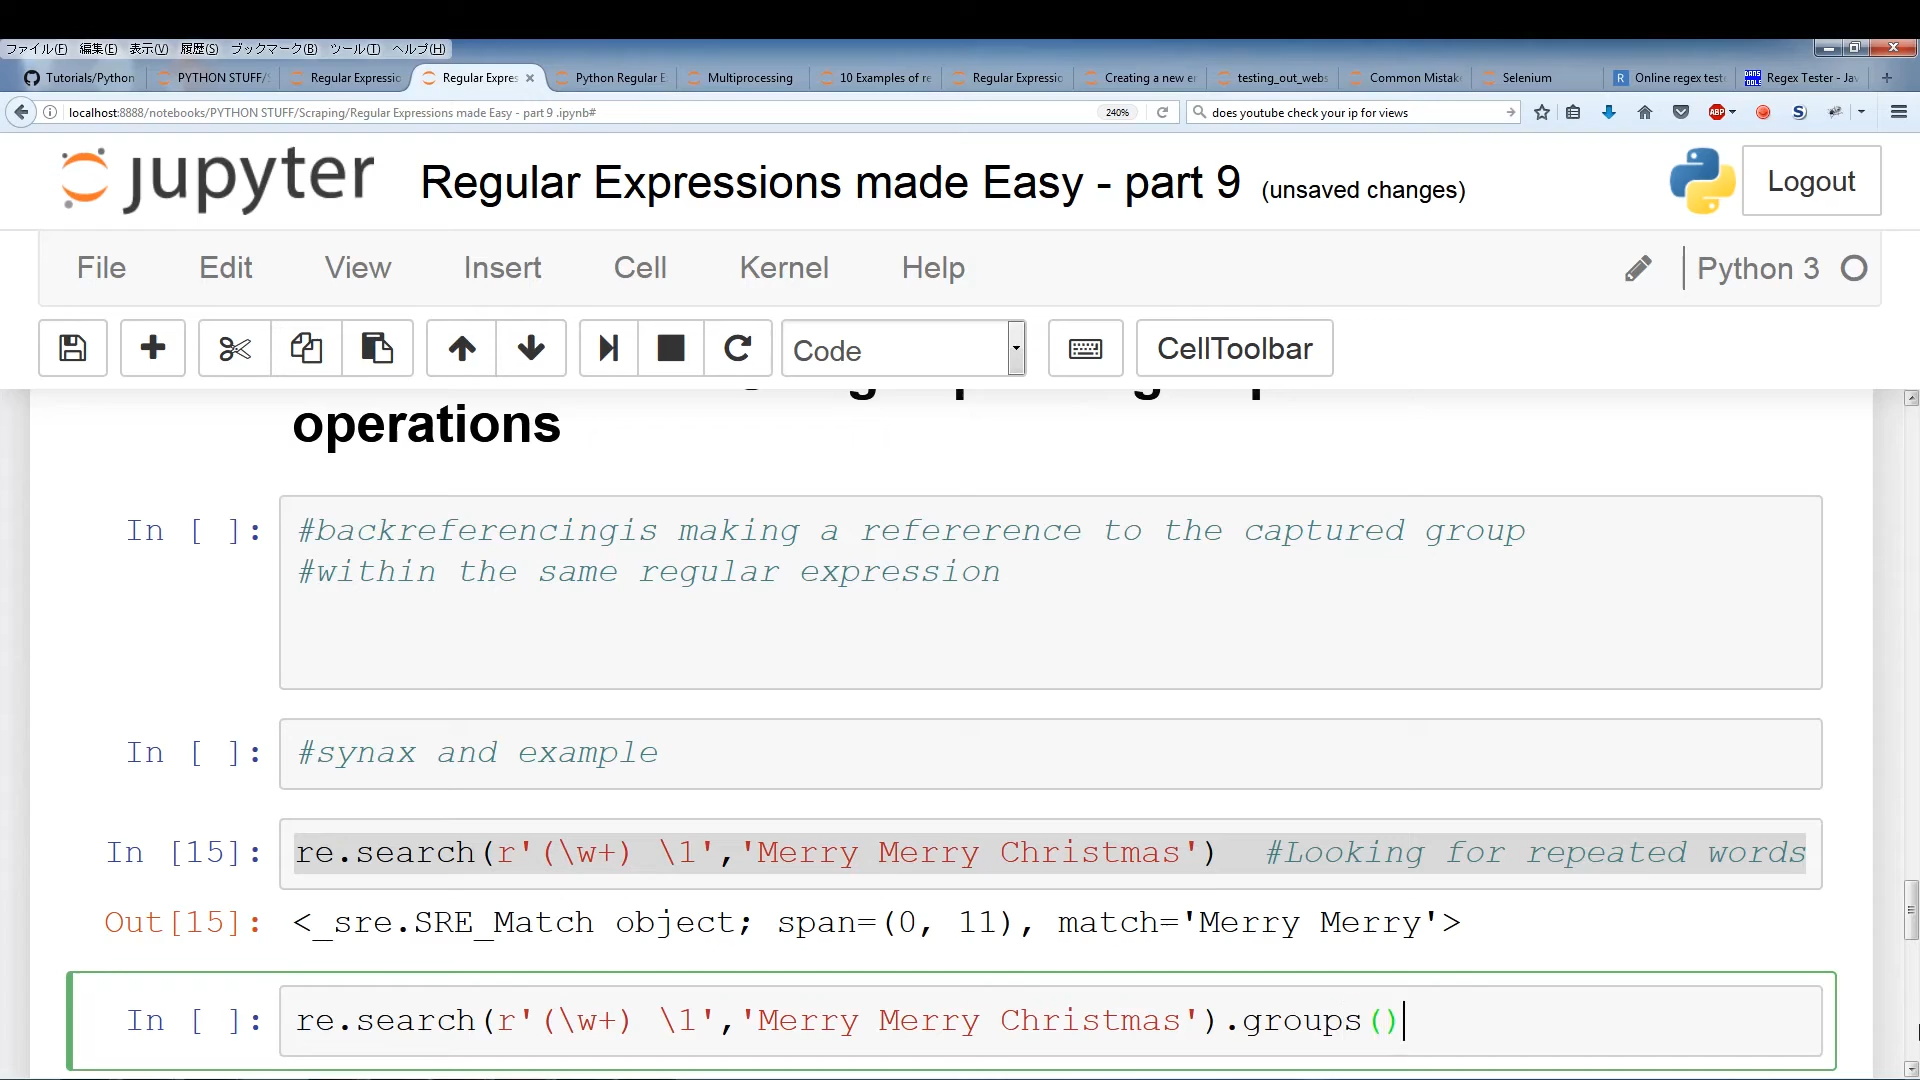 ファイル(F) 編集(E) 表示(V) 履歴(S) ブックマーク(B) ツール(T) ヘルプ(H)
Tutorials/Python PYTHON STUFF/S Regular Expressio Regular Expres Python Regular E Multiprocessing 10 Examples of re Regular Expressio Creating a new er testing_out_webs Common Mistak Selenium Online regex test Regex Tester - Jav
localhost:8888/notebooks/PYTHON STUFF/Scraping/Regular Expressions made Easy - part 9 .ipynb# 240% does youtube check your ip for views ABP
jupyter Regular Expressions made Easy - part 9 (unsaved changes) Logout
File Edit View Insert Cell Kernel Help Python 3
Code CellToolbar
operations
In [ ]: #backreferencingis making a refererence to the captured group
#within the same regular expression
In [ ]: #synax and example
In [15]: re.search(r'(\w+) \1','Merry Merry Christmas') #Looking for repeated words
Out[15]: <_sre.SRE_Match object; span=(0, 11), match='Merry Merry'>
In [ ]: re.search(r'(\w+) \1','Merry Merry Christmas').groups()